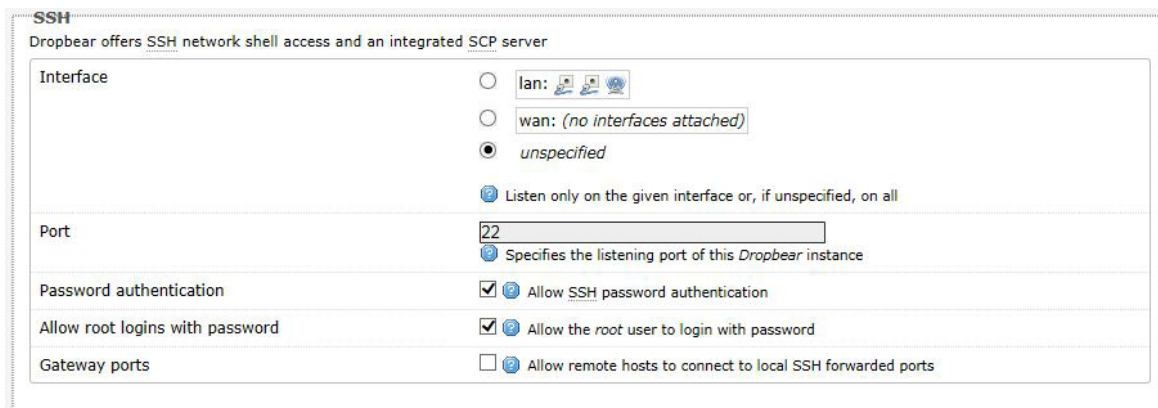 SSH
Dropbear offers SSH network shell access and an integrated SCP server
Interface
lan:
wan: (no interfaces attached)
unspecified
Listen only on the given interface or, if unspecified, on all
Port
22
Specifies the listening port of this Dropbear instance
Password authentication
Allow SSH password authentication
Allow root logins with password
Allow the root user to login with password
Gateway ports
Allow remote hosts to connect to local SSH forwarded ports